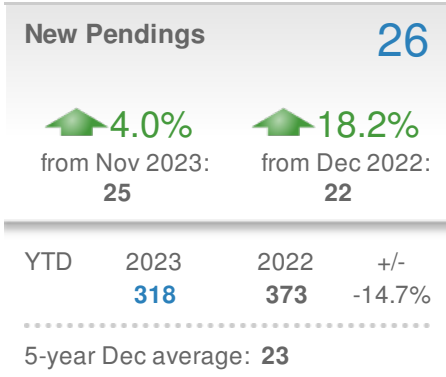 New Pendings 26
4.0% 18.2%
from Nov 2023: from Dec 2022:
25 22
YTD 2023 2022 +/-
318 373 -14.7%
5-year Dec average: 23